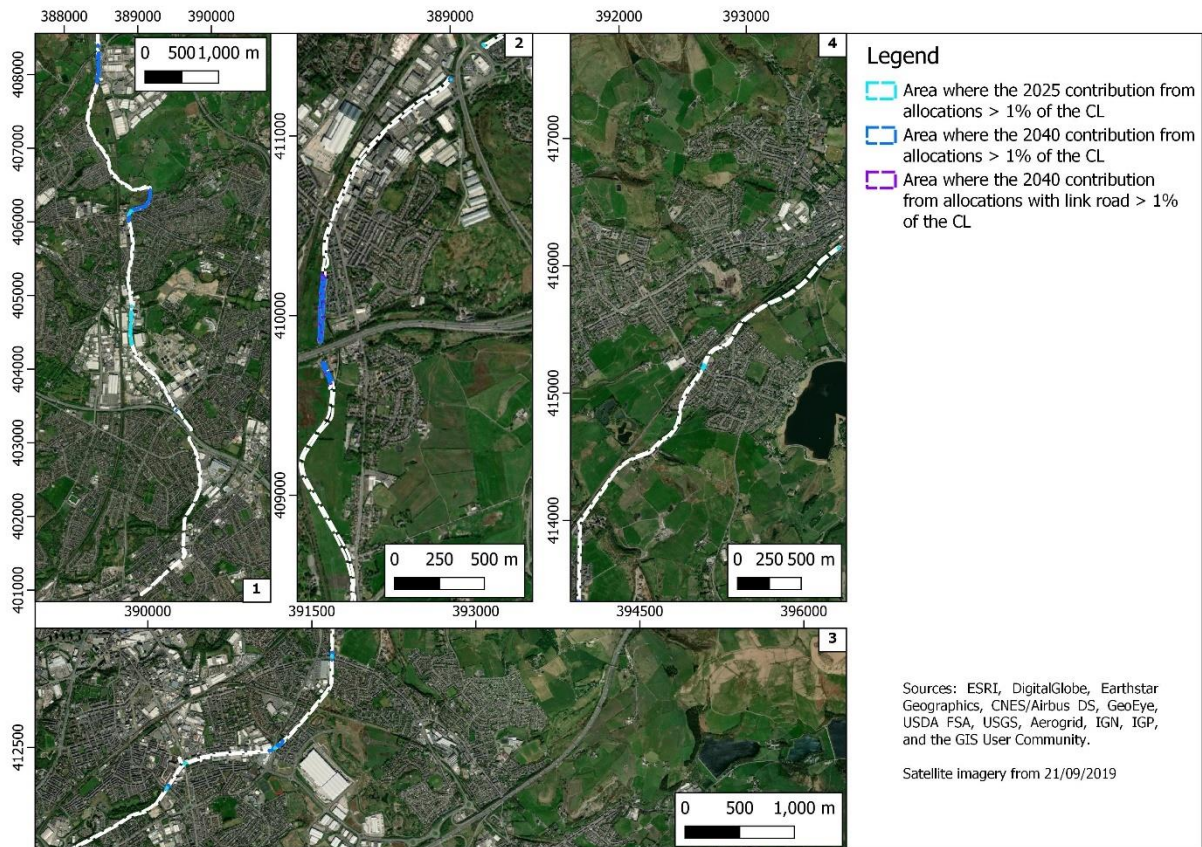 388000 389000 390000
389000
392000 393000
408000
407000
406000
405000
404000
403000
402000
401000
0 500 1,000 m
1
411000
410000
409000
2
0 250 500 m
417000
416000
415000
414000
4
0 250 500 m
390000 391500 393000 394500 396000
412500
3
0 500 1,000 m
Legend
Area where the 2025 contribution from
allocations > 1% of the CL
Area where the 2040 contribution from
allocations > 1% of the CL
Area where the 2040 contribution
from allocations with link road > 1%
of the CL
Sources: ESRI, DigitalGlobe, Earthstar
Geographics, CNES/Airbus DS, GeoEye,
USDA FSA, USGS, Aerogrid, IGN, IGP,
and the GIS User Community.
Satellite imagery from 21/09/2019